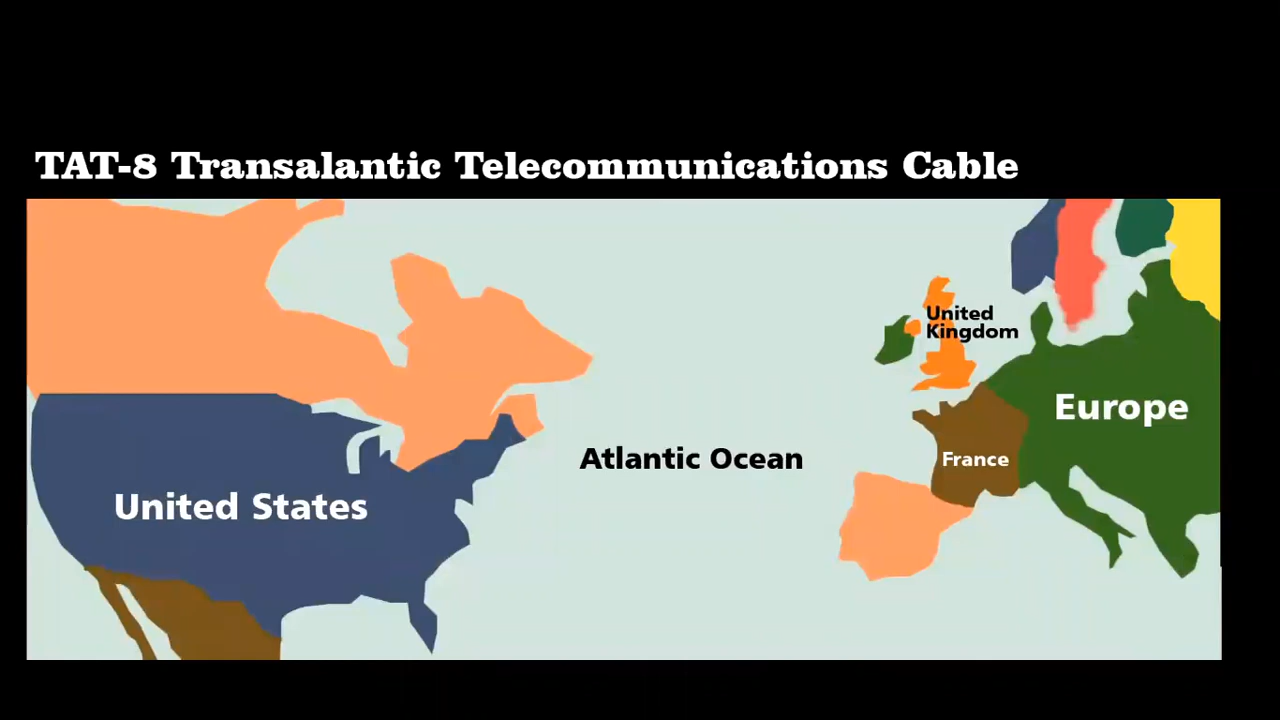 TAT-8 Transalantic Telecommunications Cable
United
Kingdom
Europe
Atlantic Ocean
France
United States